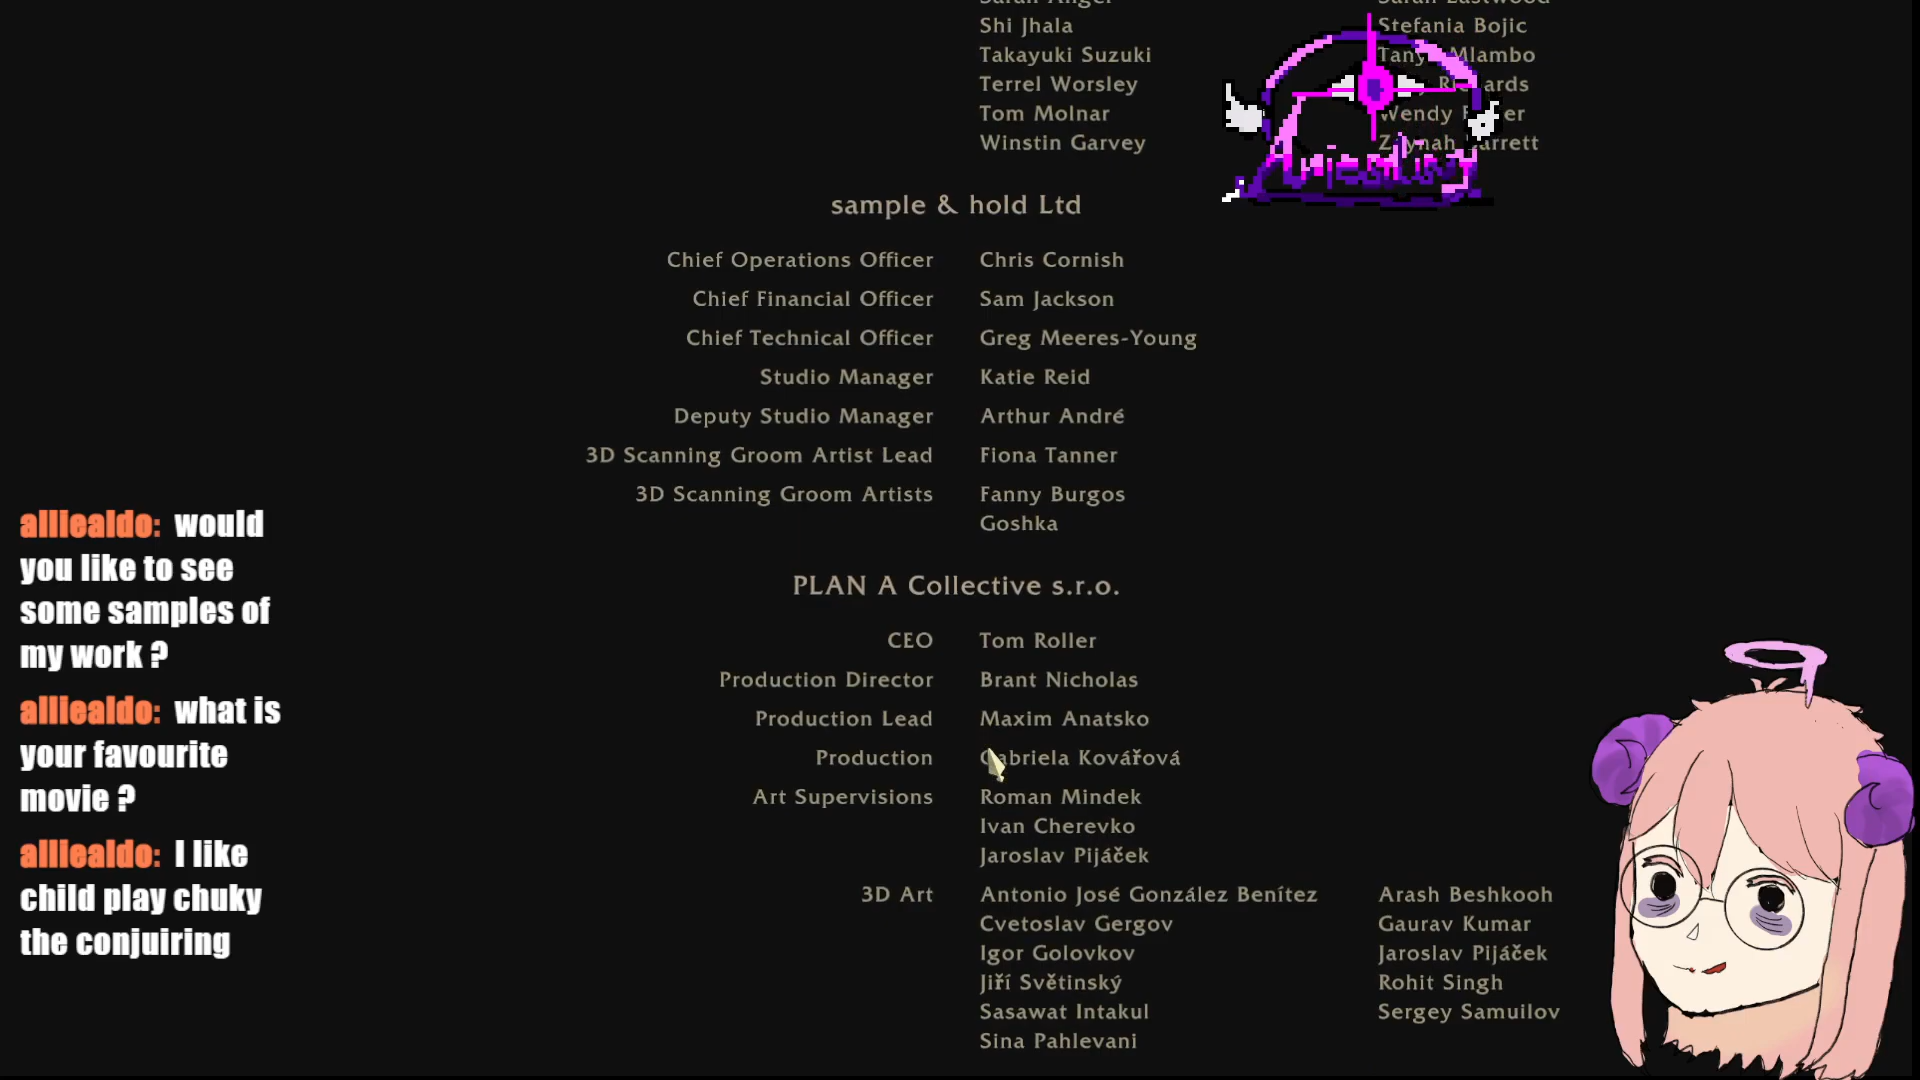 Shi Jhala
Stefania Bojic
Takayuki Suzuki
Mlambo
Terrel Worsley
Tom Molnar
Wendy
Winstin Garvey
sample & hold Ltd
Chief Operations Officer Chris Cornish
Chief Financial Officer Sam Jackson
Chief Technical Officer Greg Meeres-Young
Studio Manager Katie Reid
Deputy Studio Manager Arthur André
3D Scanning Groom Artist Lead Fiona Tanner
3D Scanning Groom Artists Fanny Burgos
Goshka
PLAN A Collective s.r.o.
CEO Tom Roller
Production Director Brant Nicholas
Production Lead Maxim Anatsko
Production Gabriela Kovářová
Art Supervisions Roman Mindek
Ivan Cherevko
Jaroslav Pijáček
3D Art Antonio José González Benítez Arash Beshkooh
Cvetoslav Gergov Gaurav Kumar
Igor Golovkov Jaroslav Pijáček
Jiří Světinský Rohit Singh
Sasawat Intakul Sergey Samuilov
Sina Pahlevani
alliealdo: would
you like to see
some samples of
my work ?
alliealdo: what is
your favourite
movie ?
alliealdo: I like
child play chuky
the conjuiring